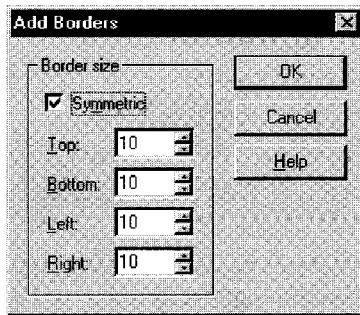 Add Borders
Border size
Symmetric
Top: 10
Bottom: 10
Left: 10
Right: 10
OK
Cancel
Help